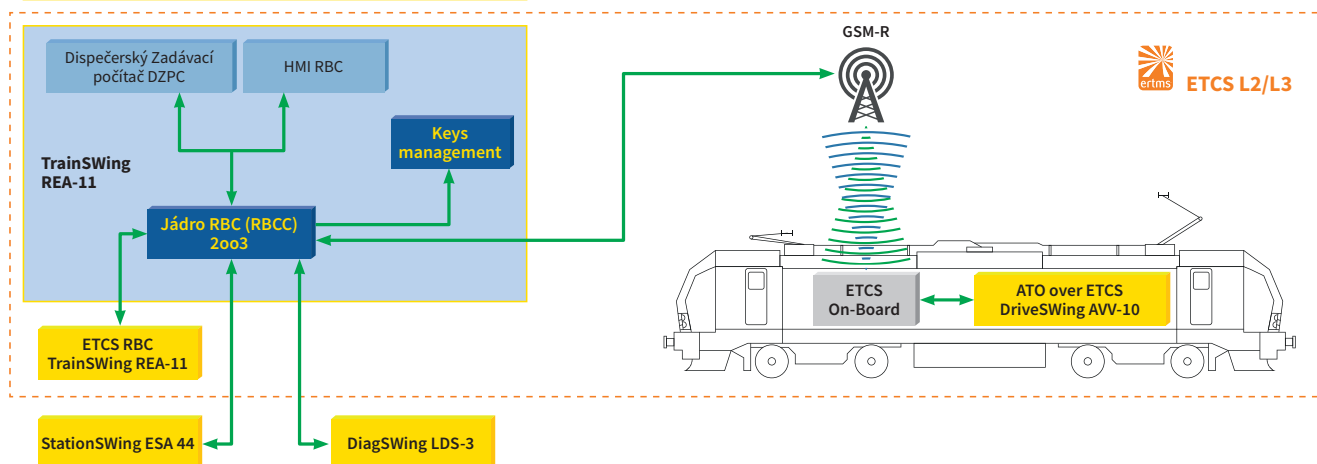 GSM-R
Dispečerský Zadávací
počítač DZPC
HMI RBC
ertms
ETCS L2/L3
Keys
management
TrainSWing
REA-11
Jádro RBC (RBCC)
2oo3
ETCS
On-Board
ATO over ETCS
DriveSWing AVV-10
ETCS RBC
TrainSWing REA-11
StationSWing ESA 44
DiagSWing LDS-3